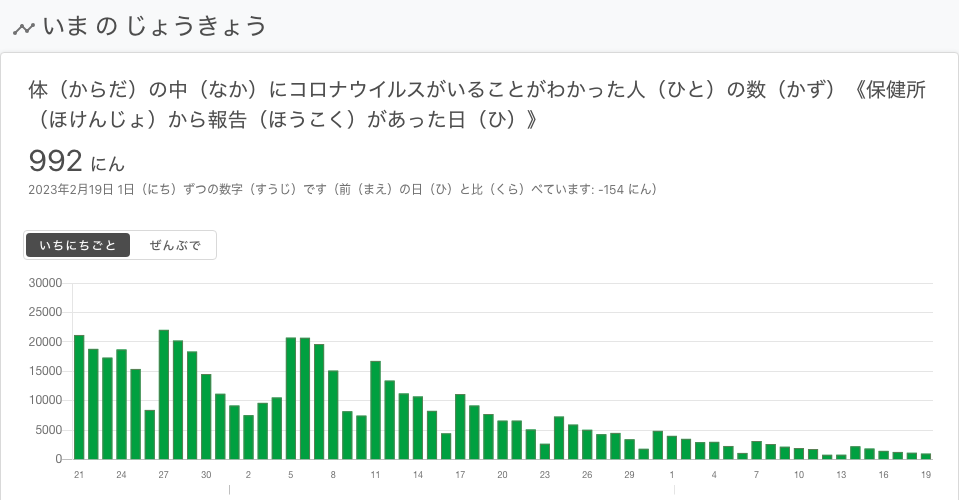 いま の じょうきょう
体（からだ）の中（なか）にコロナウイルスがいることがわかった人（ひと）の数（かず）《保健所
（ほけんじょ）から報告（ほうこく）があった日（ひ）》
992 にん
2023年2月19日 1日（にち）ずつの数字（すうじ）です（前（まえ）の日（ひ）と比（くら）べています: -154 にん）
いちにちごと ぜんぶで
30000
25000
20000
15000
10000
5000
0
21 24 27 30 2 5 8 11 14 17 20 23 26 29 1 4 7 10 13 16 19